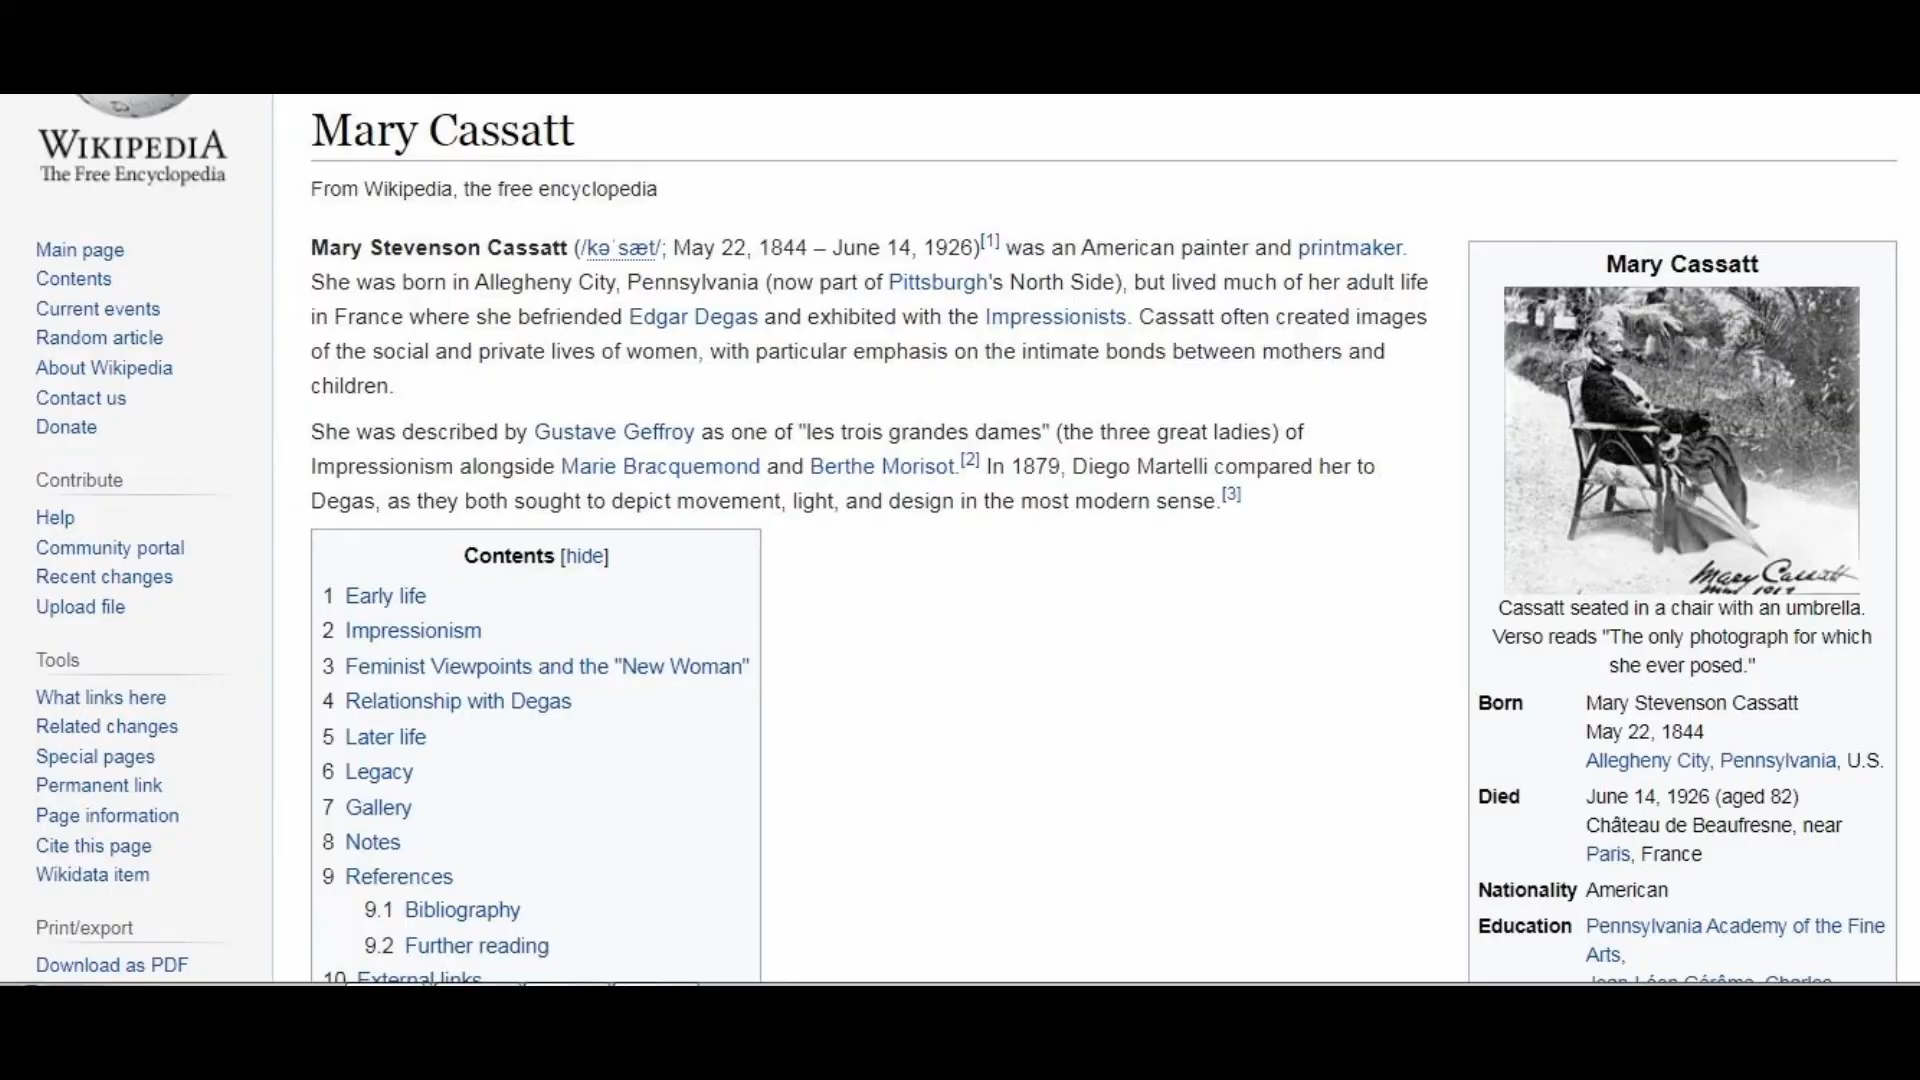 WIKIPEDIA
The Free Encyclopedia
Main page
Contents
Current events
Random article
About Wikipedia
Contact us
Donate
Contribute
Help
Community portal
Recent changes
Upload file
Tools
What links here
Related changes
Special pages
Permanent link
Page information
Cite this page
Wikidata item
Print/export
Download as PDF
Mary Cassatt
From Wikipedia, the free encyclopedia
Mary Stevenson Cassatt (/kəˈsæt/; May 22, 1844 – June 14, 1926)[1] was an American painter and printmaker.
She was born in Allegheny City, Pennsylvania (now part of Pittsburgh's North Side), but lived much of her adult life
in France where she befriended Edgar Degas and exhibited with the Impressionists. Cassatt often created images
of the social and private lives of women, with particular emphasis on the intimate bonds between mothers and
children.
She was described by Gustave Geffroy as one of "les trois grandes dames" (the three great ladies) of
Impressionism alongside Marie Bracquemond and Berthe Morisot.[2] In 1879, Diego Martelli compared her to
Degas, as they both sought to depict movement, light, and design in the most modern sense.[3]
Contents [hide]
1 Early life
2 Impressionism
3 Feminist Viewpoints and the "New Woman"
4 Relationship with Degas
5 Later life
6 Legacy
7 Gallery
8 Notes
9 References
9.1 Bibliography
9.2 Further reading
10 External links
Mary Cassatt
Mary Cassatt
Cassatt seated in a chair with an umbrella.
Verso reads "The only photograph for which
she ever posed."
Born Mary Stevenson Cassatt
May 22, 1844
Allegheny City, Pennsylvania, U.S.
Died June 14, 1926 (aged 82)
Château de Beaufresne, near
Paris, France
Nationality American
Education Pennsylvania Academy of the Fine
Arts,
Jean-Léon Gérôme, Charles